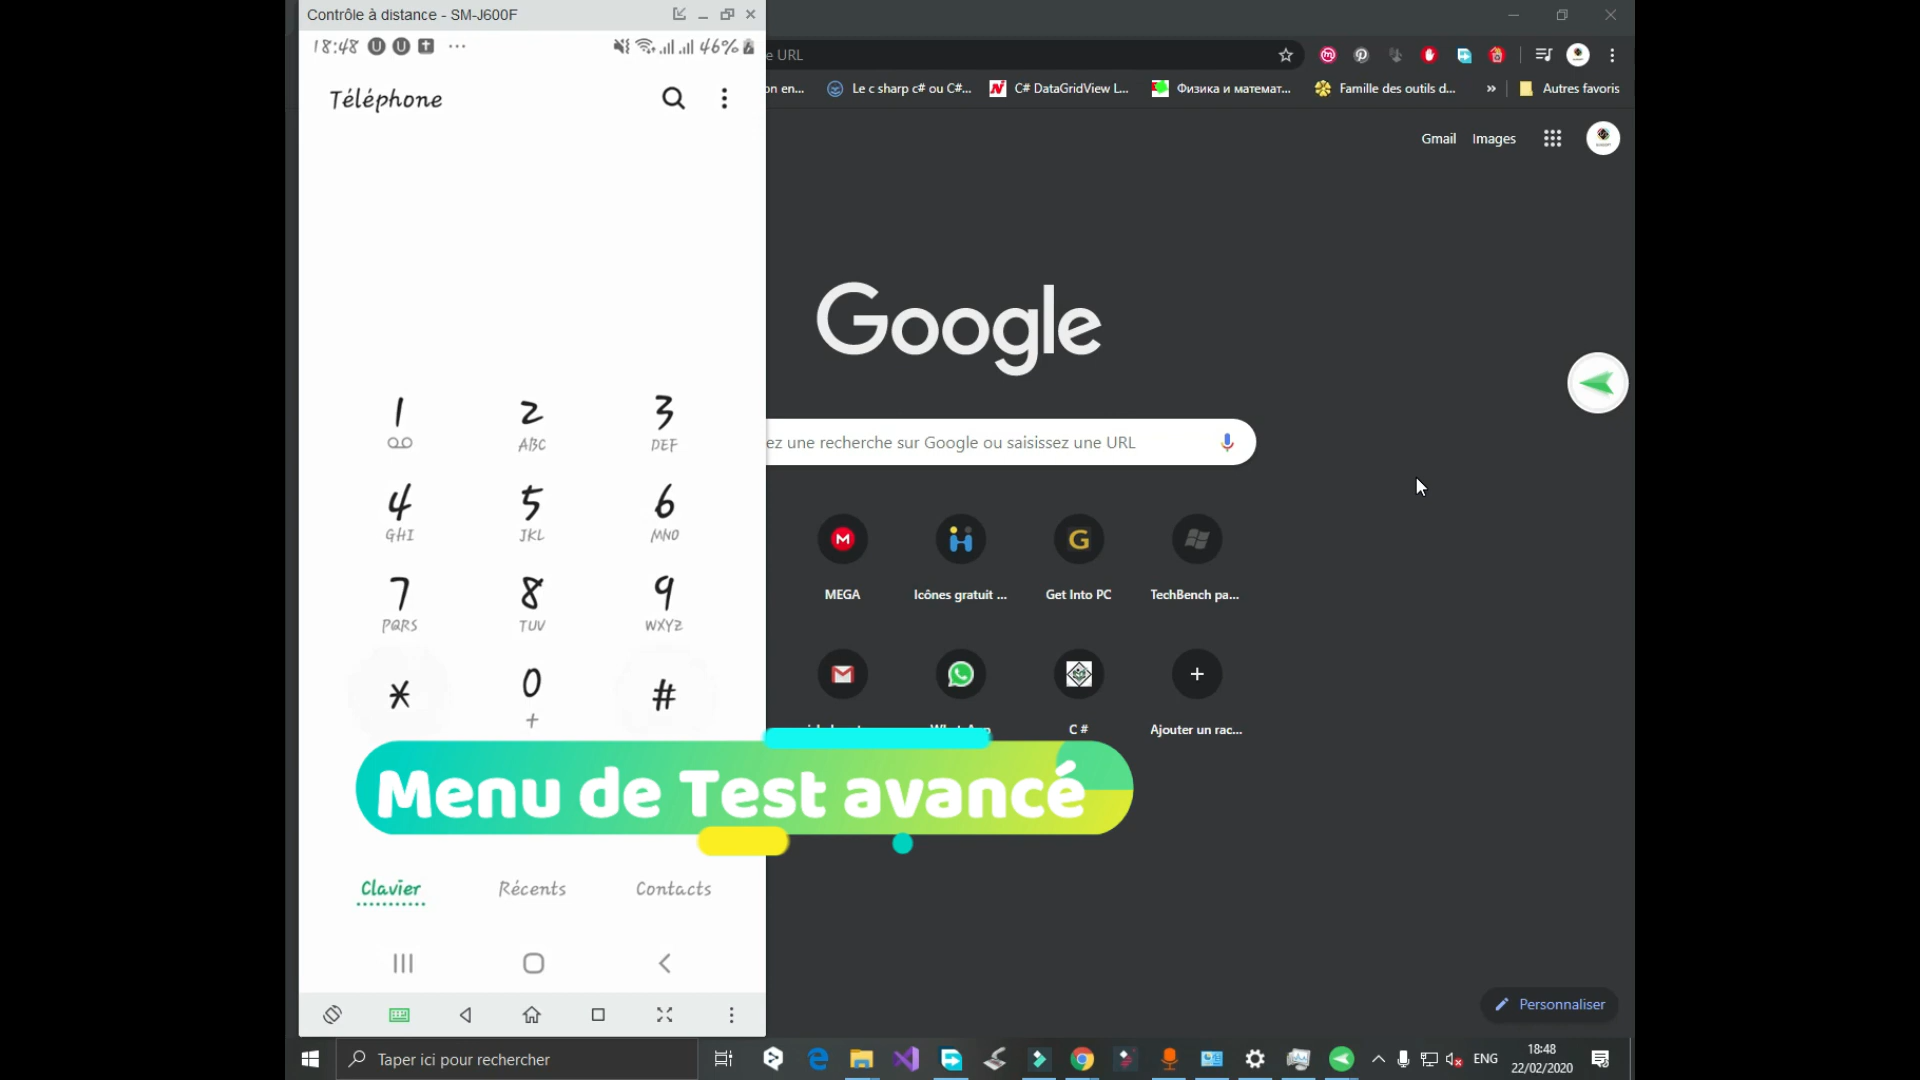 Contrôle à distance - SM-J600F
18:48
46%
Téléphone
1
2 ABC
3 DEF
4 GHI
5 JKL
6 MNO
7 PQRS
8 TUV
9 WXYZ
*
0 +
#
Menu de Test avancé
Clavier Récents Contacts
e URL
on en...
Le c sharp c# ou C#...
C# DataGridView L...
Физика и математ...
Famille des outils d...
»
Autres favoris
Gmail Images
Google
ez une recherche sur Google ou saisissez une URL
MEGA
Icônes gratuit ...
Get Into PC
TechBench pa...
C #
Ajouter un rac...
Personnaliser
Taper ici pour rechercher
ENG
18:48
22/02/2020